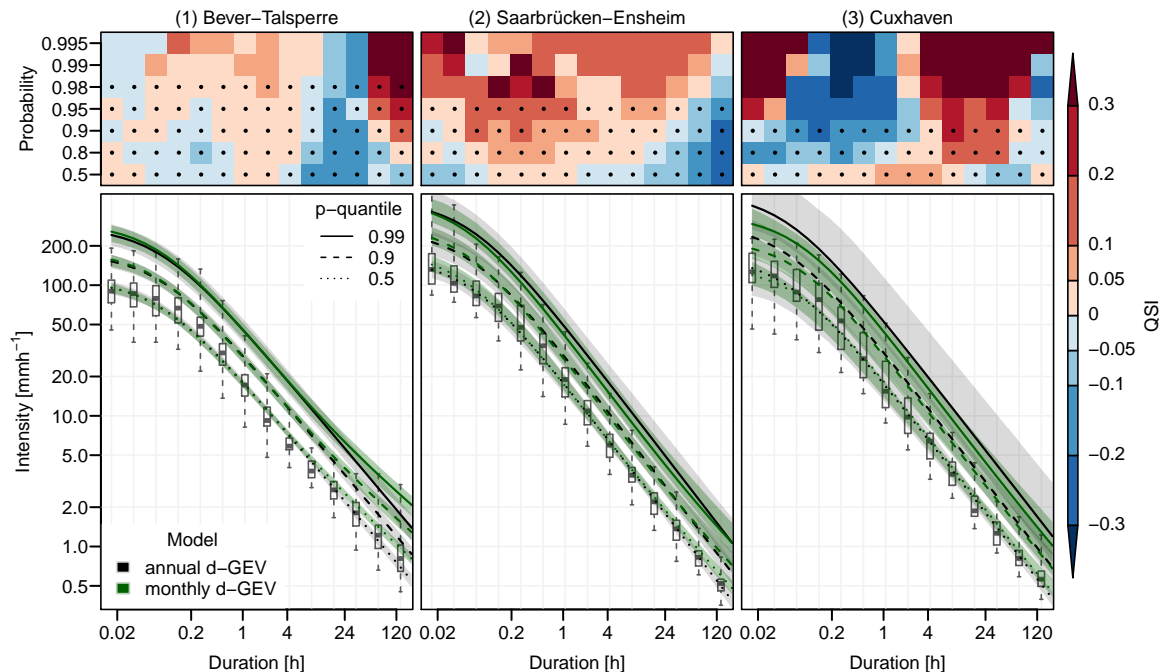 (1) Bever−Talsperre
(2) Saarbrücken−Ensheim
(3) Cuxhaven
Probability
0.995
0.99
0.98
0.95
0.9
0.8
0.5
0.3
0.2
0.1
0.05
0
−0.05
−0.1
−0.2
−0.3
QSI
p−quantile
0.99
0.9
0.5
Intensity [mmh−1]
200.0
100.0
50.0
20.0
10.0
5.0
2.0
1.0
0.5
Model
annual d−GEV
monthly d−GEV
0.02 0.2 1 4 24 120
0.02 0.2 1 4 24 120
0.02 0.2 1 4 24 120
Duration [h]
Duration [h]
Duration [h]